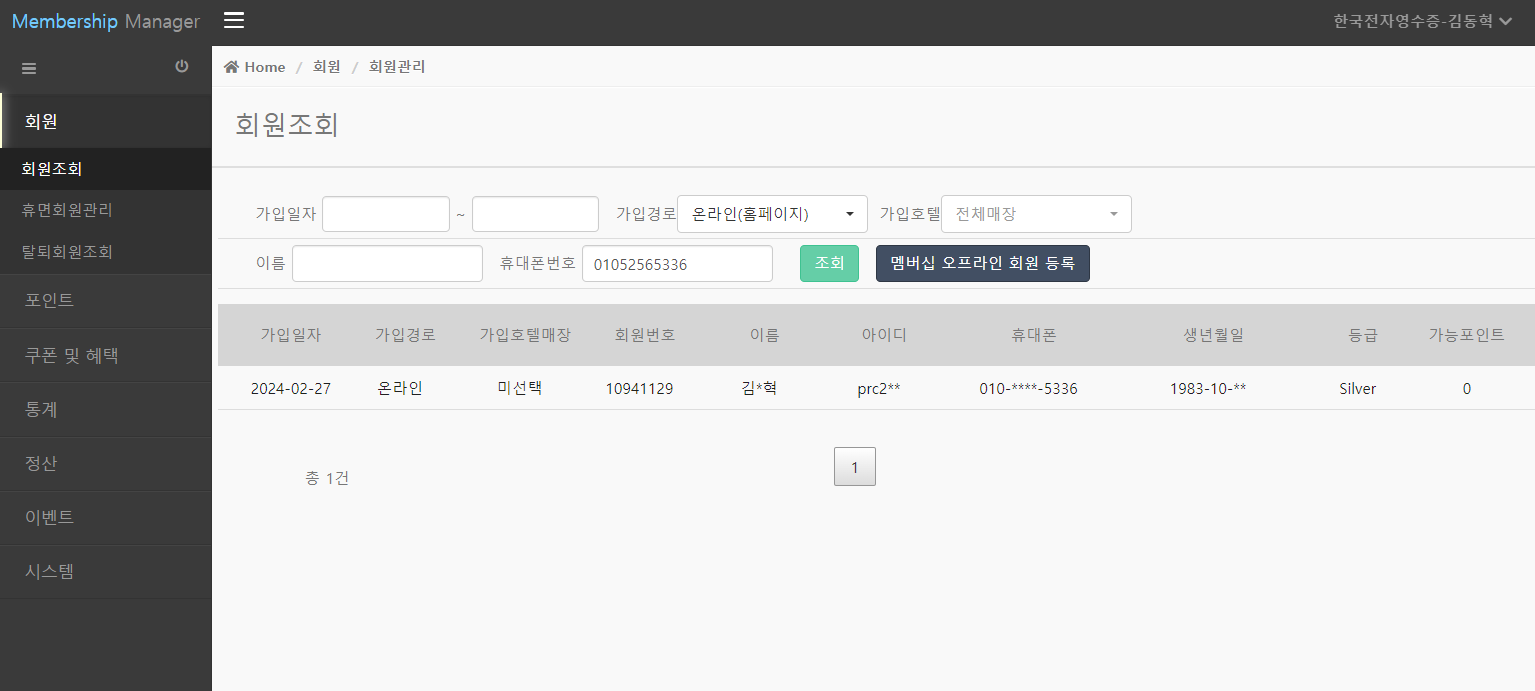 Membership Manager
한국전자영수증-김동혁
Home / 회원 / 회원관리
회원
회원조회
휴면회원관리
탈퇴회원조회
포인트
쿠폰 및 혜택
통계
정산
이벤트
시스템
회원조회
가입일자 ~ 가입경로 온라인(홈페이지) 가입호텔 전체매장
이름 휴대폰번호 01052565336 조회 멤버십 오프라인 회원 등록
가입일자 가입경로 가입호텔매장 회원번호 이름 아이디 휴대폰 생년월일 등급 가능포인트
2024-02-27 온라인 미선택 10941129 김*혁 prc2** 010-****-5336 1983-10-** Silver 0
총 1건
1